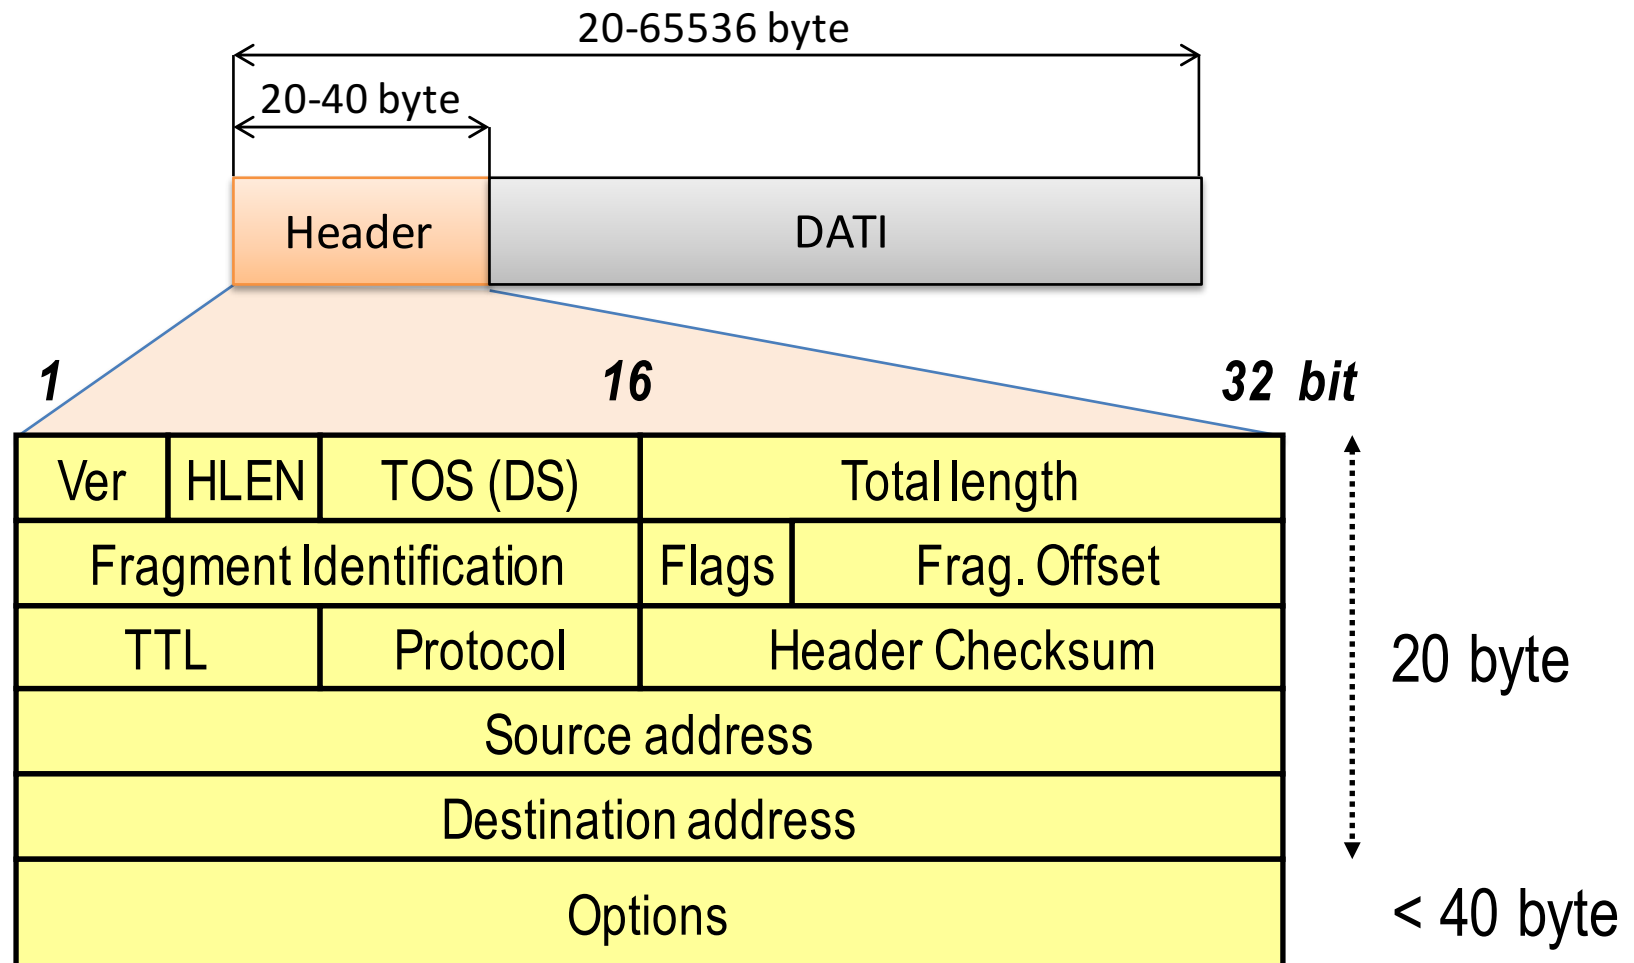 20-65536 byte
20-40 byte
Header DATI
1 16 32 bit
Ver HLEN TOS (DS) Total length
Fragment Identification Flags Frag. Offset
TTL Protocol Header Checksum
20 byte
Source address
Destination address
Options < 40 byte